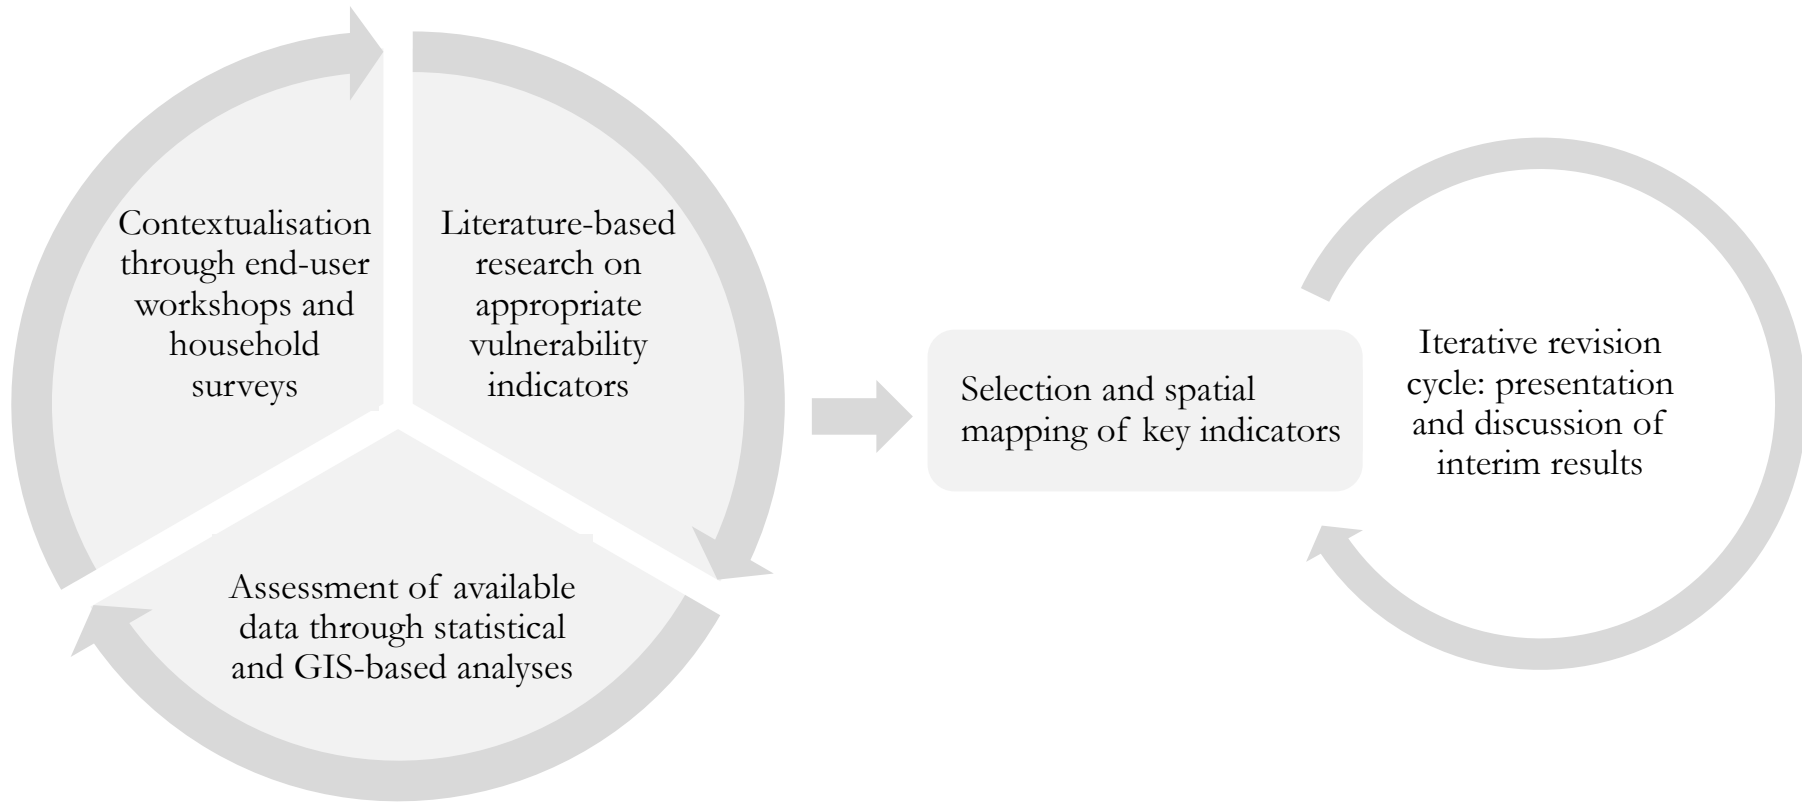 Contextualisation
through end-user
workshops and
household
surveys
Literature-based
research on
appropriate
vulnerability
indicators
Assessment of available
data through statistical
and GIS-based analyses
Selection and spatial
mapping of key indicators
Iterative revision
cycle: presentation
and discussion of
interim results